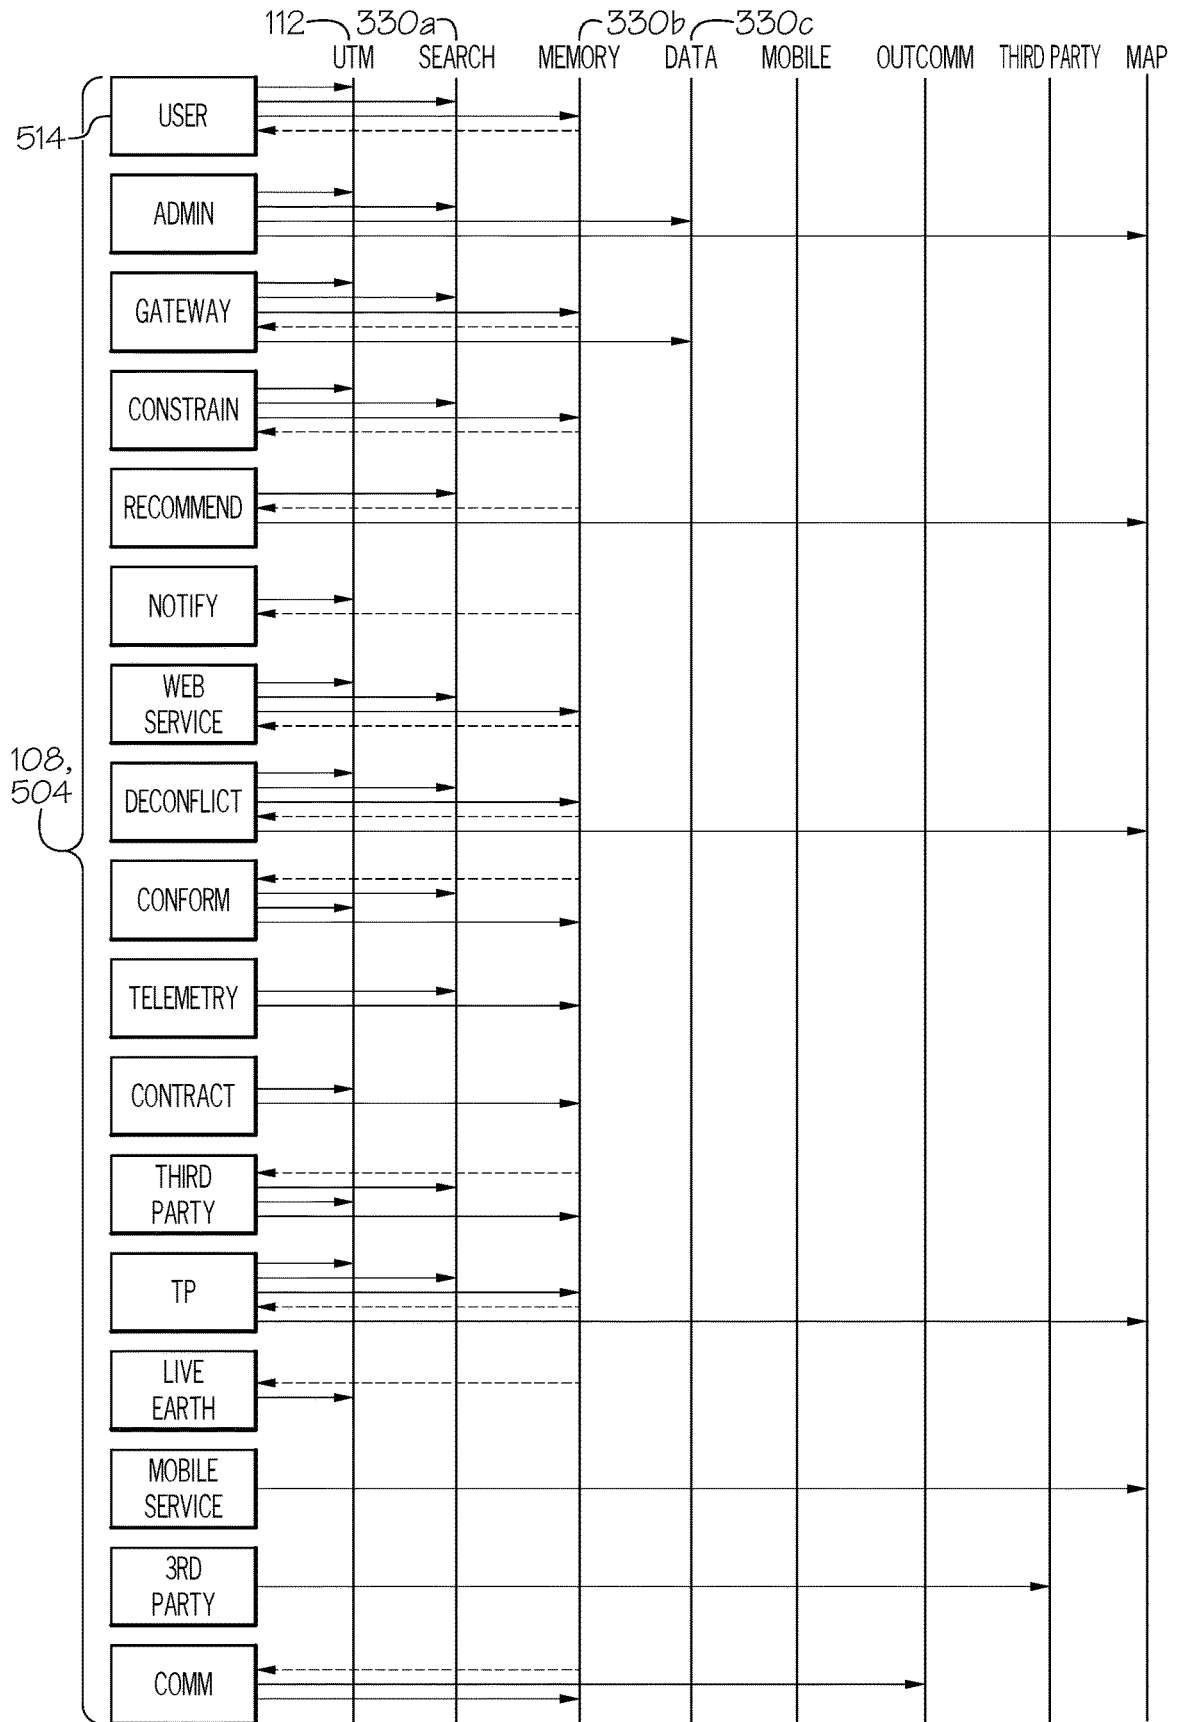 112 330a 330b 330c
UTM SEARCH MEMORY DATA MOBILE OUTCOMM THIRD PARTY MAP
USER
514
ADMIN
GATEWAY
CONSTRAIN
RECOMMEND
NOTIFY
WEB
SERVICE
108,
504
DECONFLICT
CONFORM
TELEMETRY
CONTRACT
THIRD
PARTY
TP
LIVE
EARTH
MOBILE
SERVICE
3RD
PARTY
COMM